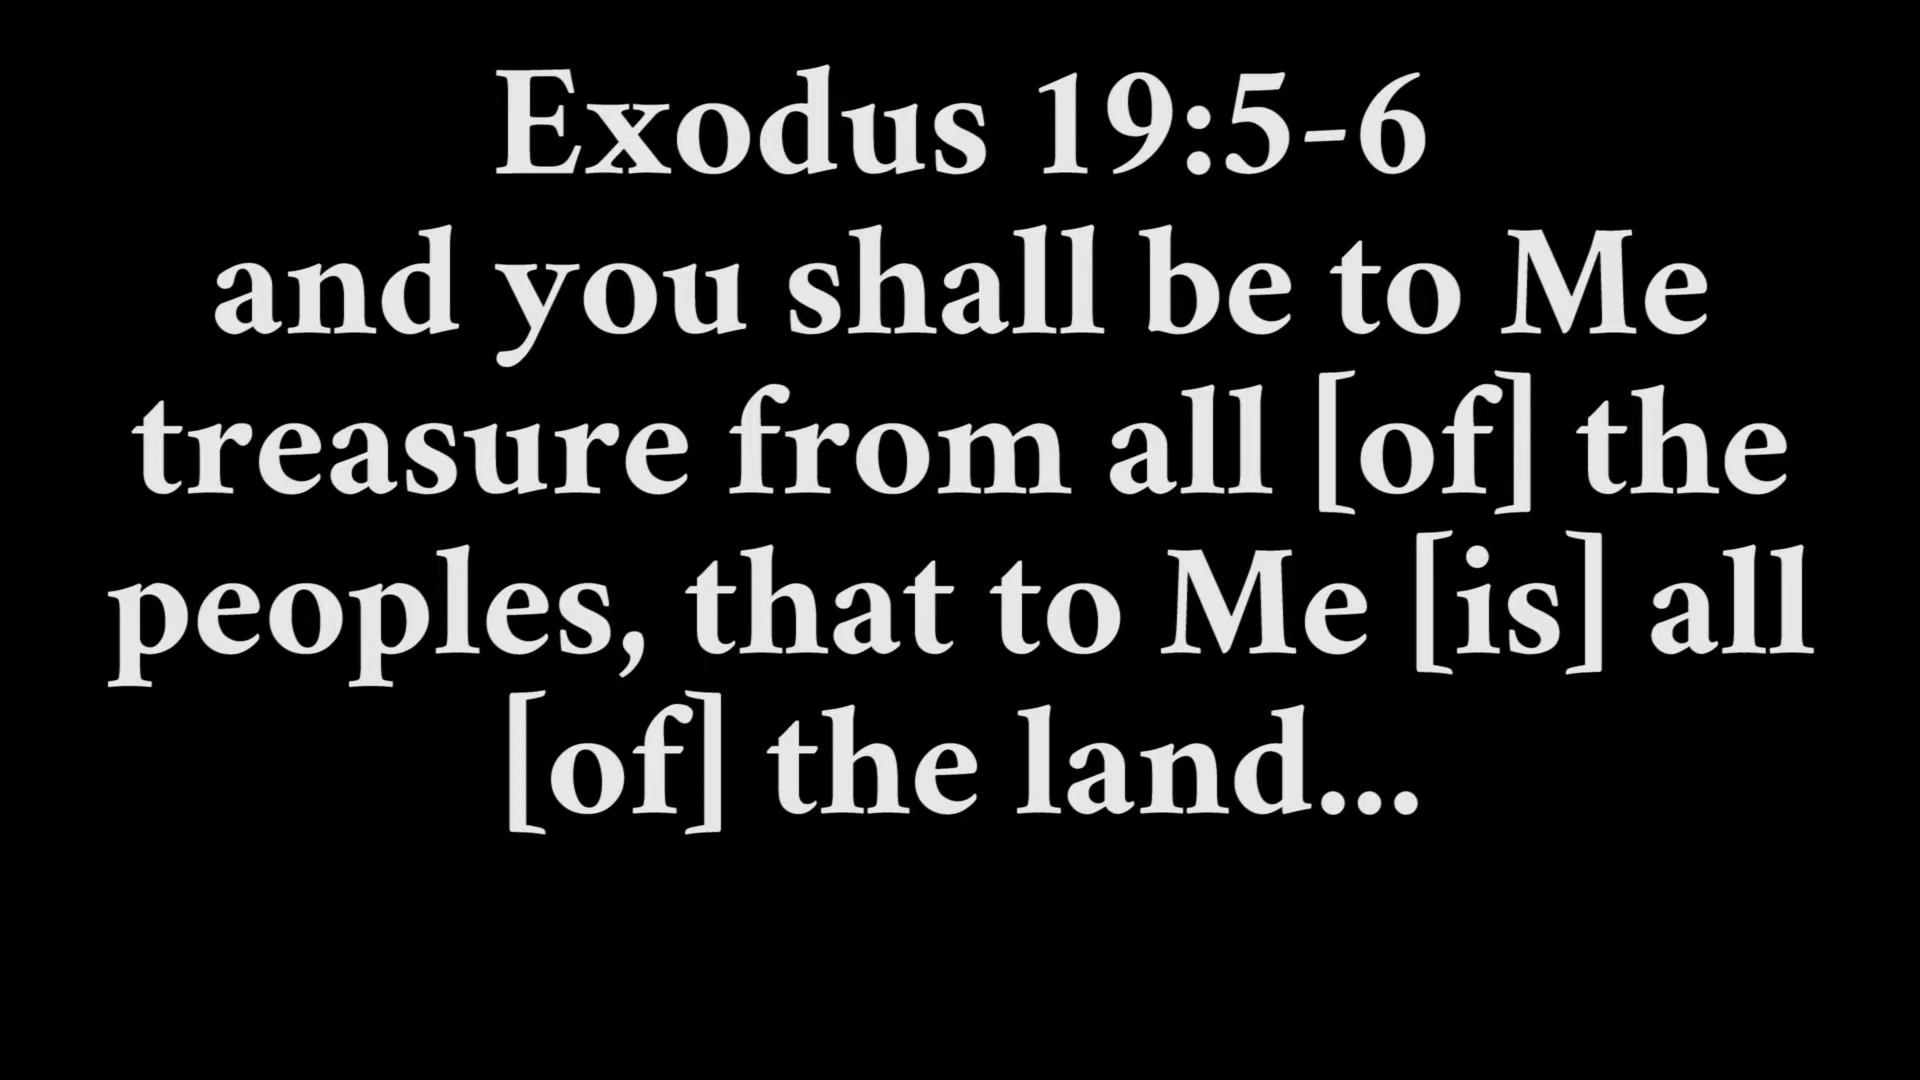 Exodus 19:5-6
and you shall be to Me
treasure from all [of] the
peoples, that to Me [is] all
[of] the land...